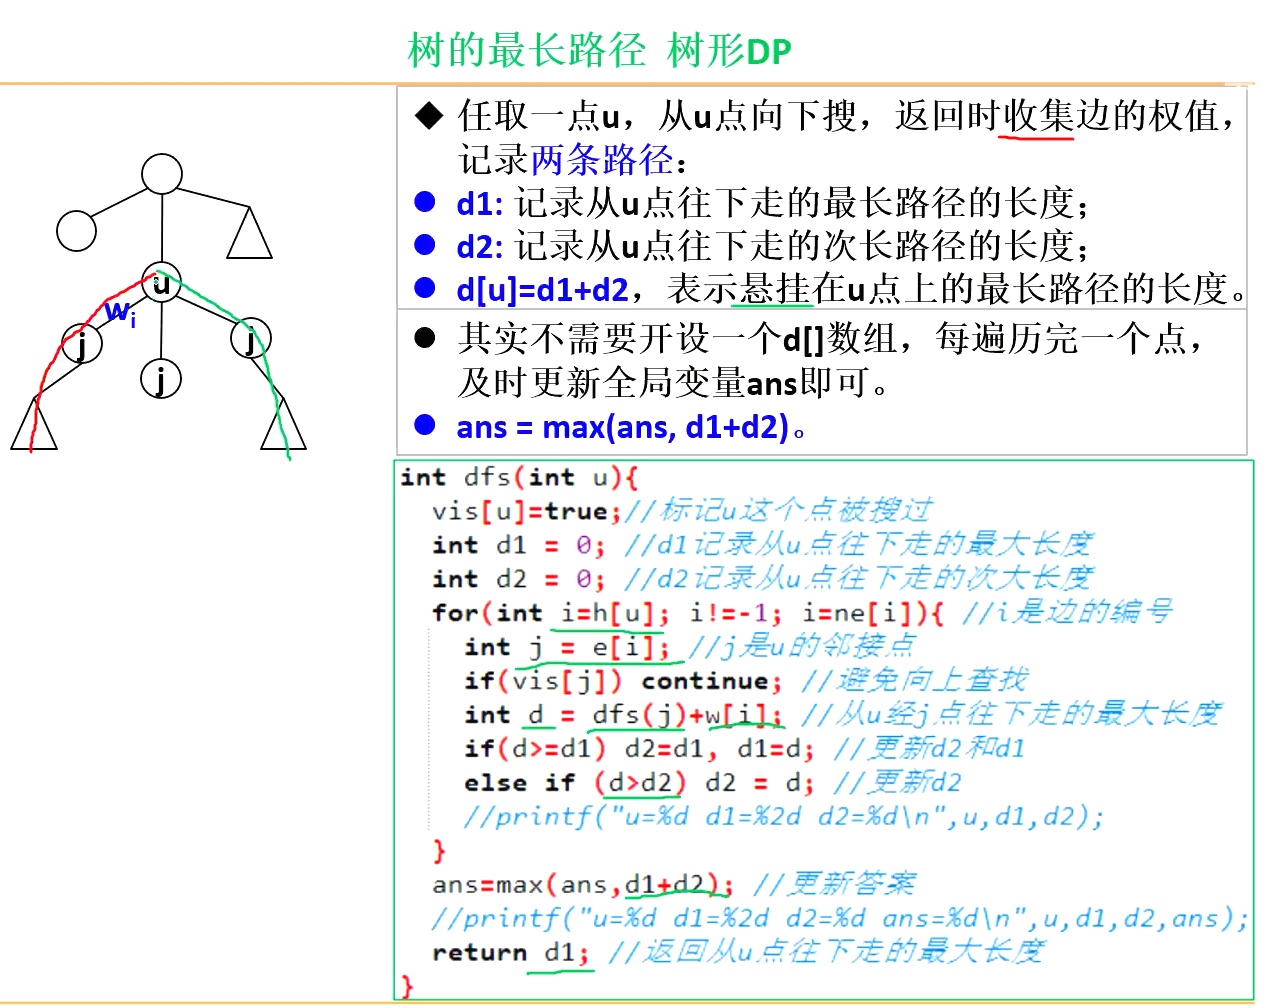 树的最长路径 树形DP
◆ 任取一点u，从u点向下搜，返回时收集边的权值，
记录两条路径：
● d1: 记录从u点往下走的最长路径的长度；
● d2: 记录从u点往下走的次长路径的长度；
● d[u]=d1+d2，表示悬挂在u点上的最长路径的长度。
● 其实不需要开设一个d[]数组，每遍历完一个点，
及时更新全局变量ans即可。
● ans = max(ans, d1+d2)。
u
wi
j
j
j
int dfs(int u){
vis[u]=true;//标记u这个点被搜过
int d1 = 0; //d1记录从u点往下走的最大长度
int d2 = 0; //d2记录从u点往下走的次大长度
for(int i=h[u]; i!=-1; i=ne[i]){ //i是边的编号
int j = e[i]; //j是u的邻接点
if(vis[j]) continue; //避免向上查找
int d = dfs(j)+w[i]; //从u经j点往下走的最大长度
if(d>=d1) d2=d1, d1=d; //更新d2和d1
else if (d>d2) d2 = d; //更新d2
//printf("u=%d d1=%2d d2=%d\n",u,d1,d2);
}
ans=max(ans,d1+d2); //更新答案
//printf("u=%d d1=%2d d2=%d ans=%d\n",u,d1,d2,ans);
return d1; //返回从u点往下走的最大长度
}